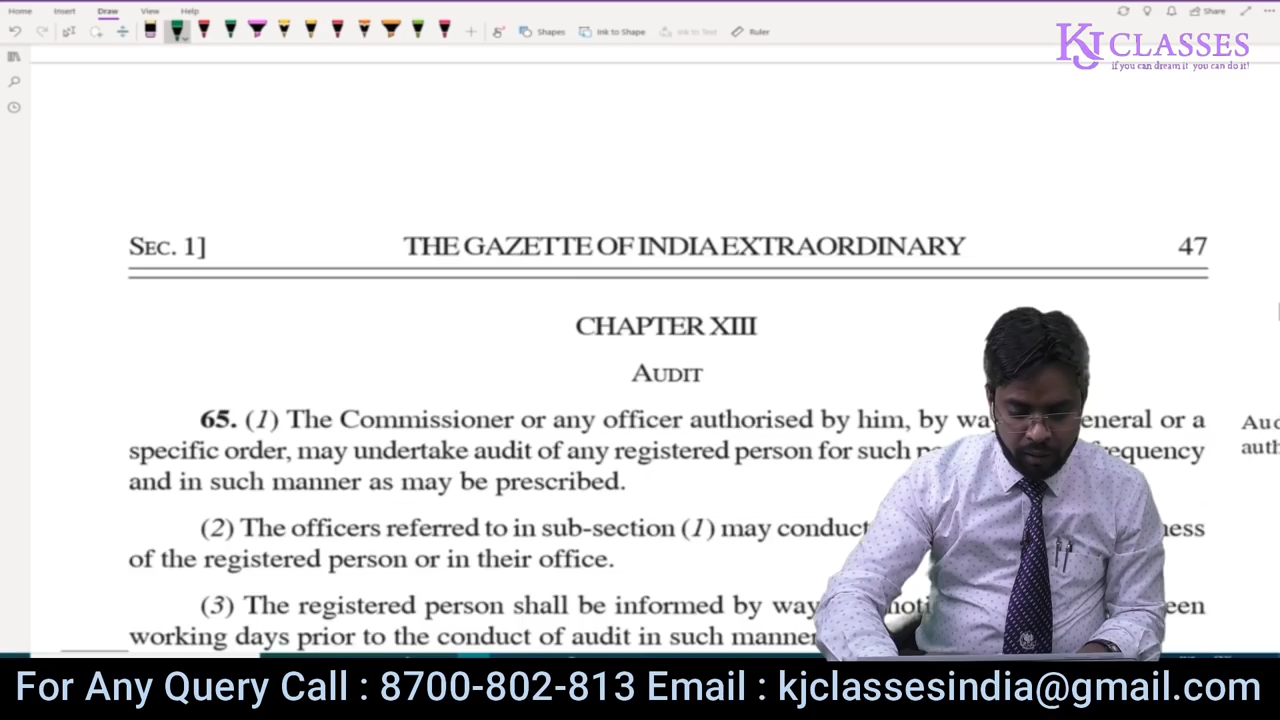 Home Insert Draw View Help
Share
Shapes Ink to Shape Ink to Text Ruler
KJ CLASSES
if you can dream it you can do it!
SEC. 1] THE GAZETTE OF INDIA EXTRAORDINARY 47
CHAPTER XIII
AUDIT
65. (1) The Commissioner or any officer authorised by him, by wa eneral or a
specific order, may undertake audit of any registered person for such equency
and in such manner as may be prescribed.
Aud
auth
(2) The officers referred to in sub-section (1) may conduct ness
of the registered person or in their office.
(3) The registered person shall be informed by way noti een
working days prior to the conduct of audit in such manner
For Any Query Call : 8700-802-813 Email : kjclassesindia@gmail.com